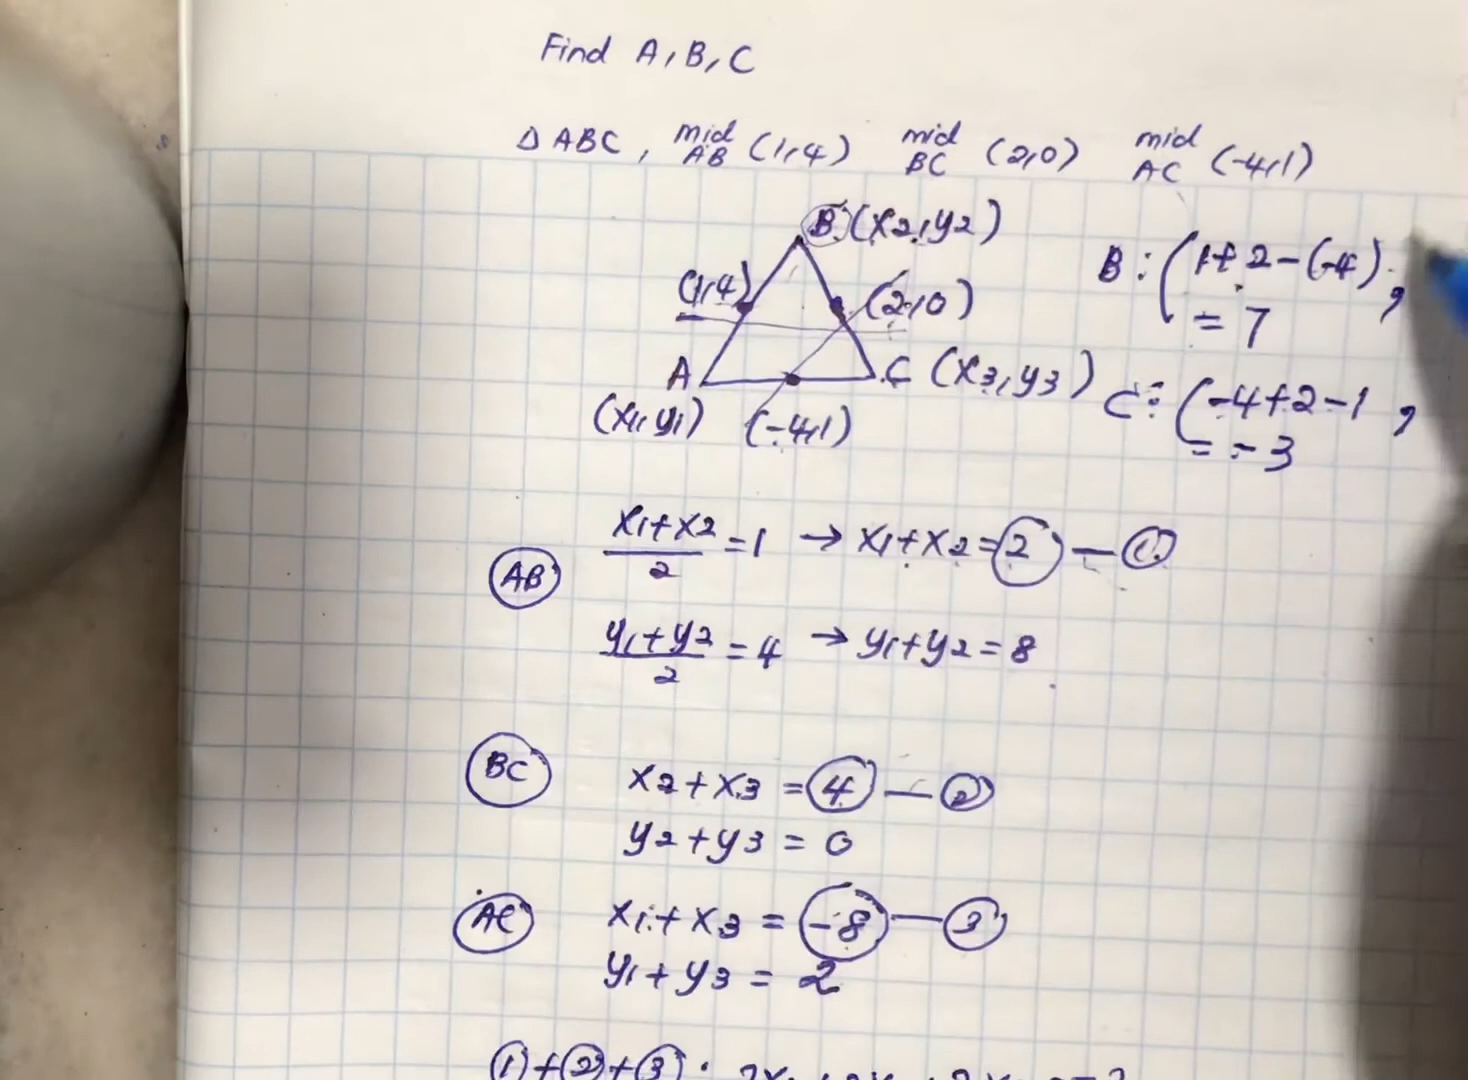 Find A, B, C
Δ ABC, mid AB (1,4) mid BC (2,0) mid AC (-4,1)
B (x2, y2)
(1,4)
(2,0)
A
C (x3, y3)
(x1, y1)
(-4,1)
B : (1+2-(-4),
= 7
C : (-4+2-1 ,
= -3
AB
x1+x2/2 = 1 → x1+x2 = 2 — 1
y1+y2/2 = 4 → y1+y2 = 8
BC
x2+x3 = 4 — 2
y2+y3 = 0
AC
x1+x3 = -8 — 3
y1+y3 = 2
1+2+3